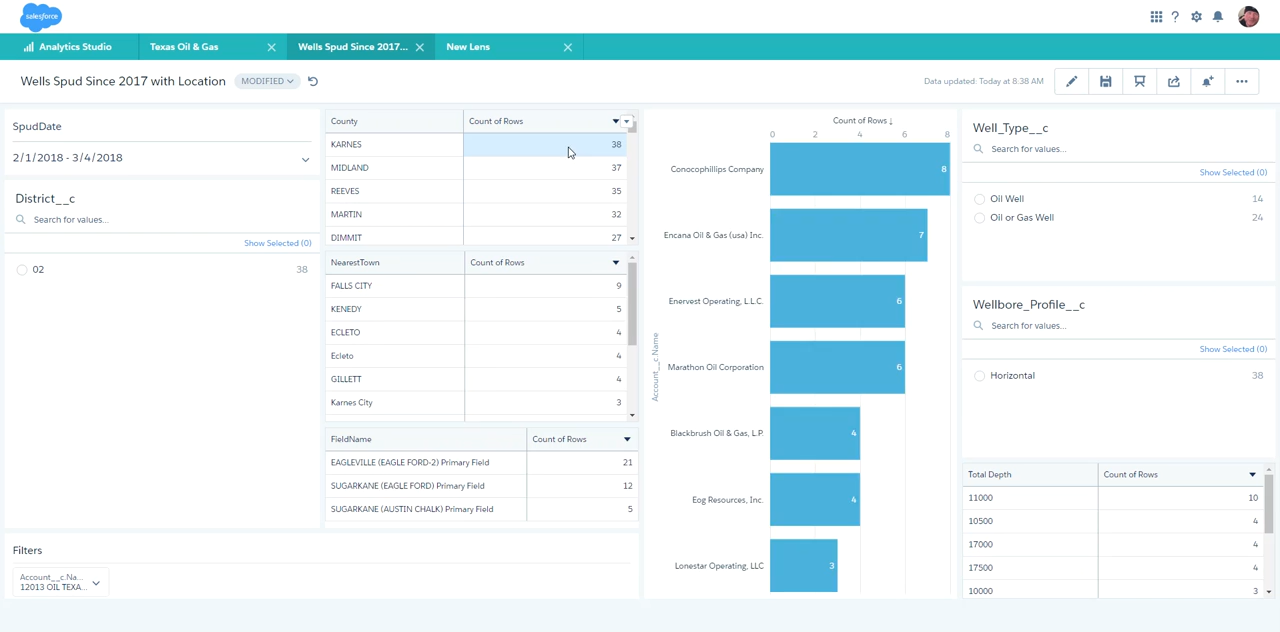 salesforce
?
Analytics Studio
Texas Oil & Gas
Wells Spud Since 2017...
New Lens
Wells Spud Since 2017 with Location
MODIFIED
Data updated: Today at 8:38 AM
SpudDate
2/1/2018 - 3/4/2018
District__c
Search for values...
Show Selected (0)
02 38
County Count of Rows
KARNES 38
MIDLAND 37
REEVES 35
MARTIN 32
DIMMIT 27
NearestTown Count of Rows
FALLS CITY 9
KENEDY 5
ECLETO 4
Ecleto 4
GILLETT 4
Karnes City 3
FieldName Count of Rows
EAGLEVILLE (EAGLE FORD-2) Primary Field 21
SUGARKANE (EAGLE FORD) Primary Field 12
SUGARKANE (AUSTIN CHALK) Primary Field 5
Filters
Account__c.Na...
12013 OIL TEXA...
Count of Rows ↓
0 2 4 6 8
Account__c.Name
Conocophillips Company 8
Encana Oil & Gas (usa) Inc. 7
Enervest Operating, L.L.C. 6
Marathon Oil Corporation 6
Blackbrush Oil & Gas, L.P. 4
Eog Resources, Inc. 4
Lonestar Operating, LLC 3
Well_Type__c
Search for values...
Show Selected (0)
Oil Well 14
Oil or Gas Well 24
Wellbore_Profile__c
Search for values...
Show Selected (0)
Horizontal 38
Total Depth Count of Rows
11000 10
10500 4
17000 4
17500 4
10000 3